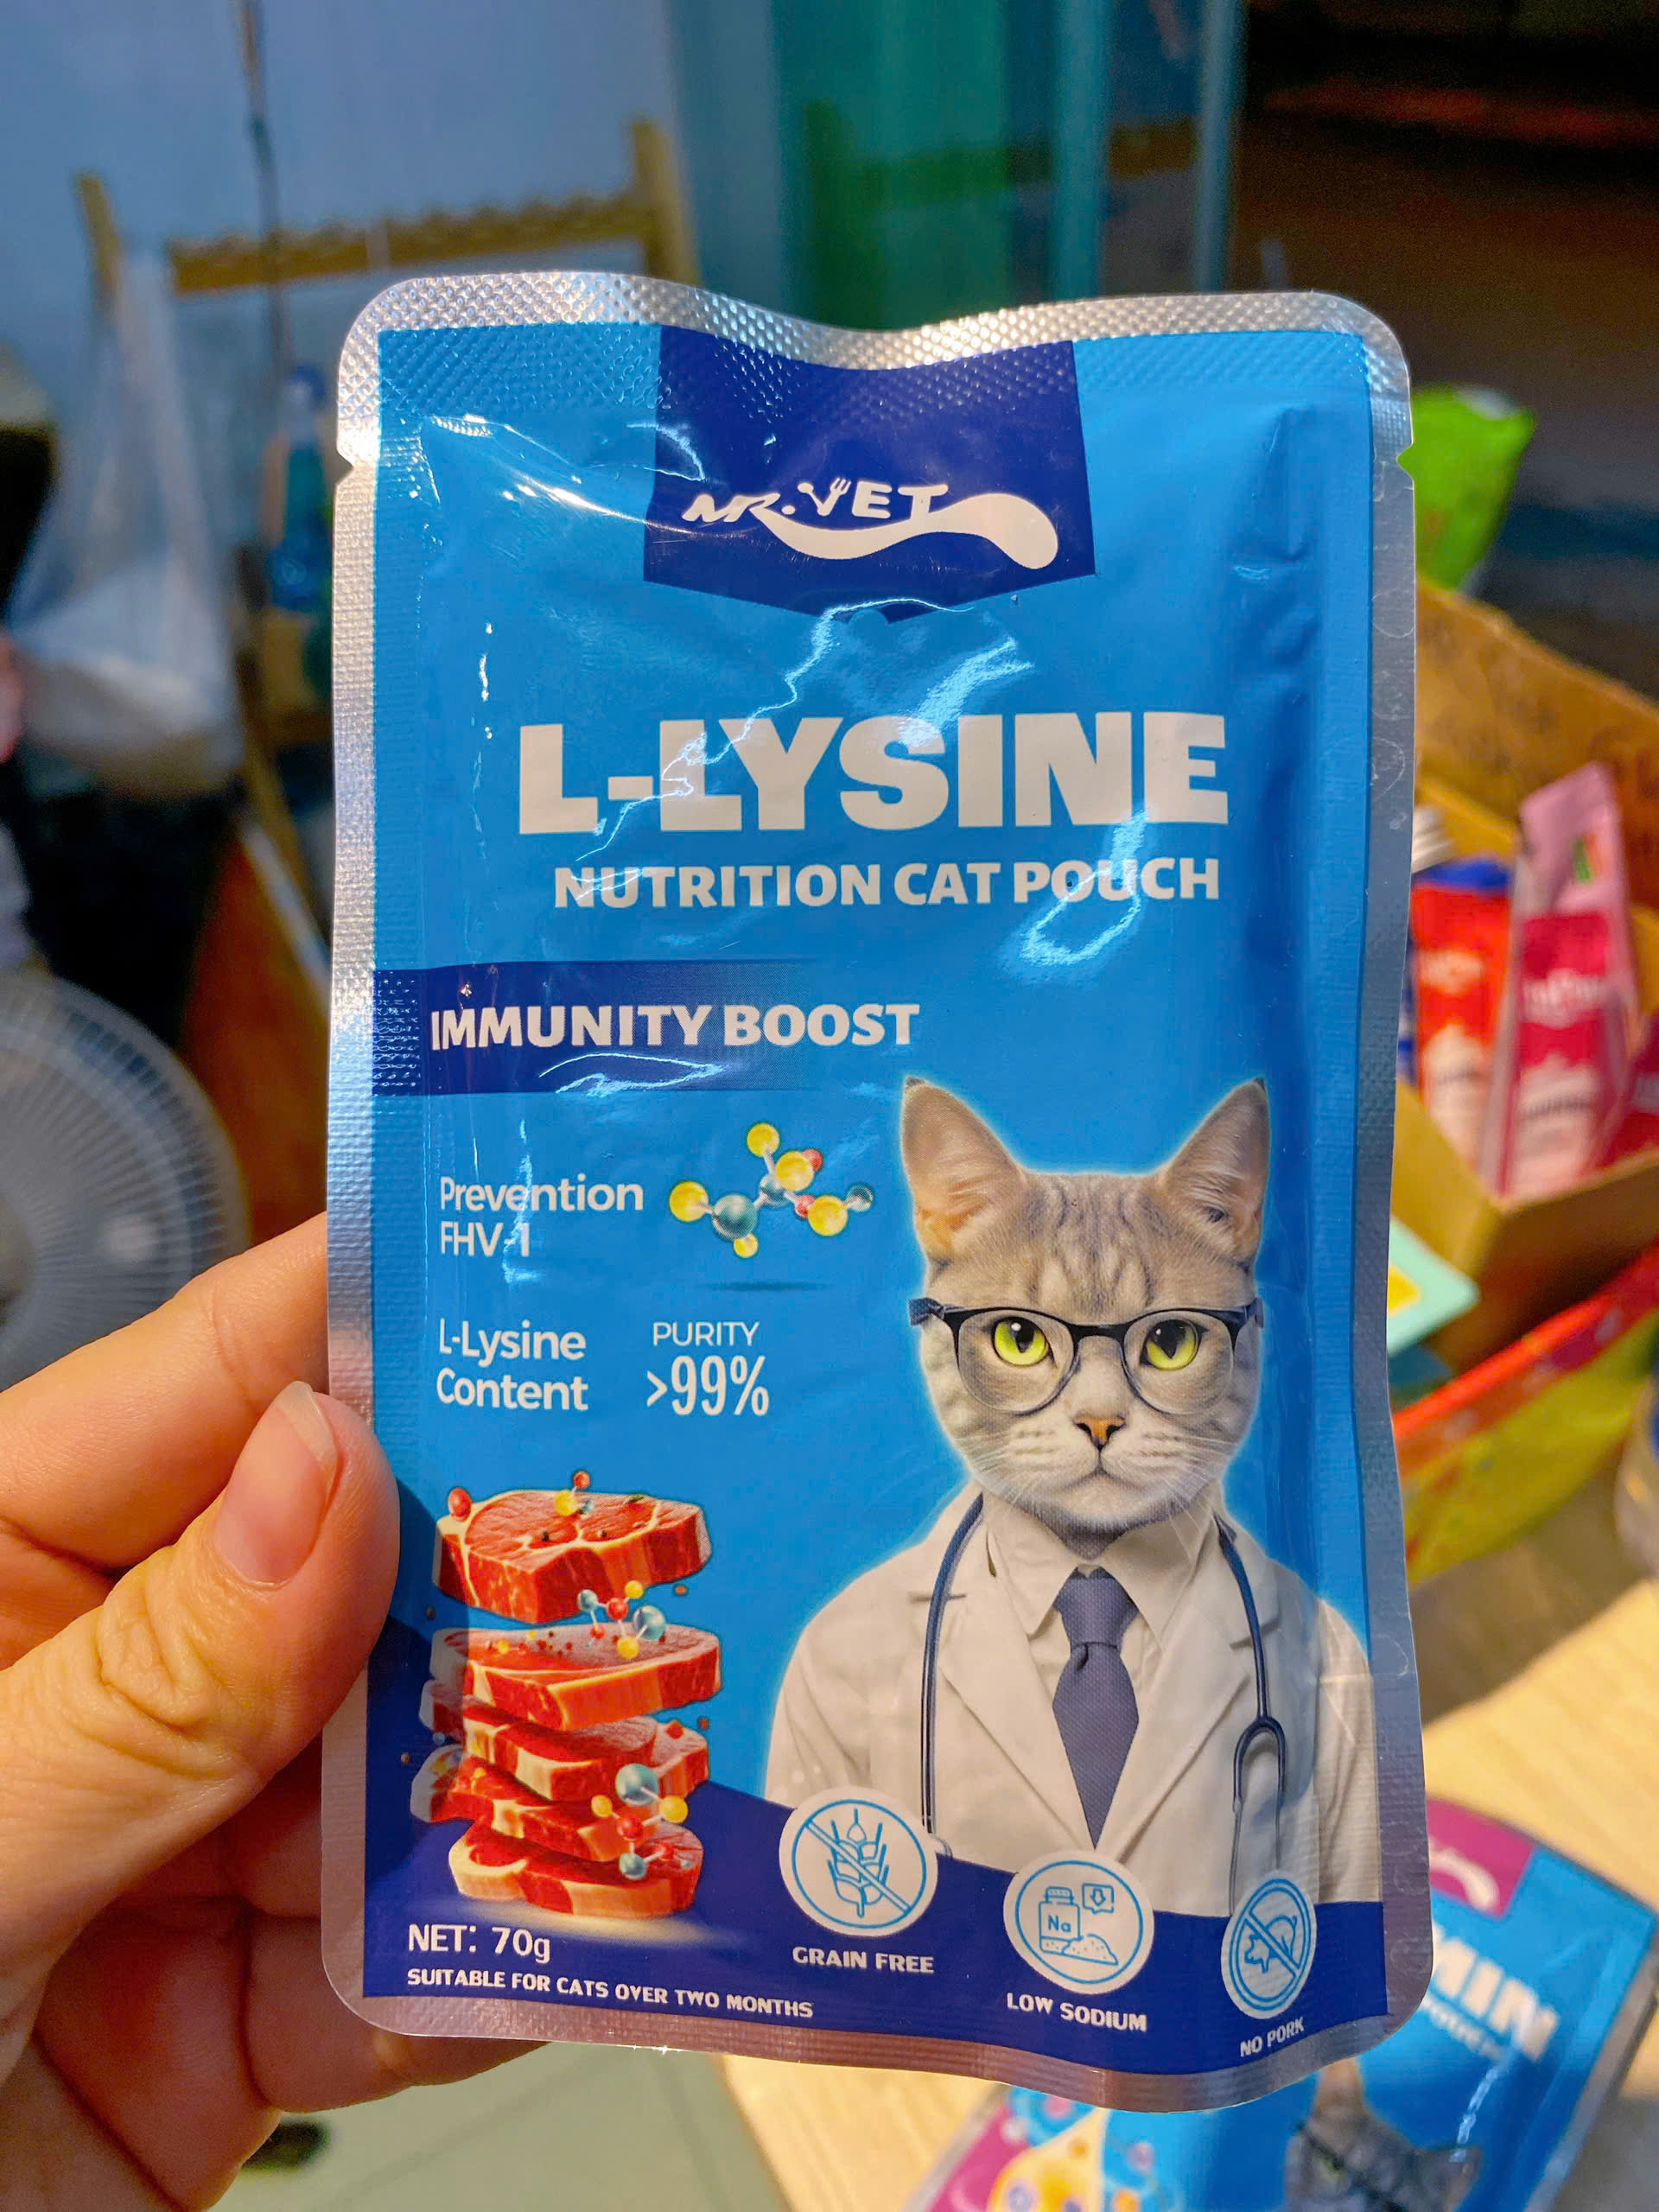 MR.VET
L-LYSINE
NUTRITION CAT POUCH
IMMUNITY BOOST
Prevention
FHV-1
L-Lysine
Content
PURITY
>99%
NET: 70g
SUITABLE FOR CATS OVER TWO MONTHS
GRAIN FREE
Na
LOW SODIUM
NO PORK
MIN